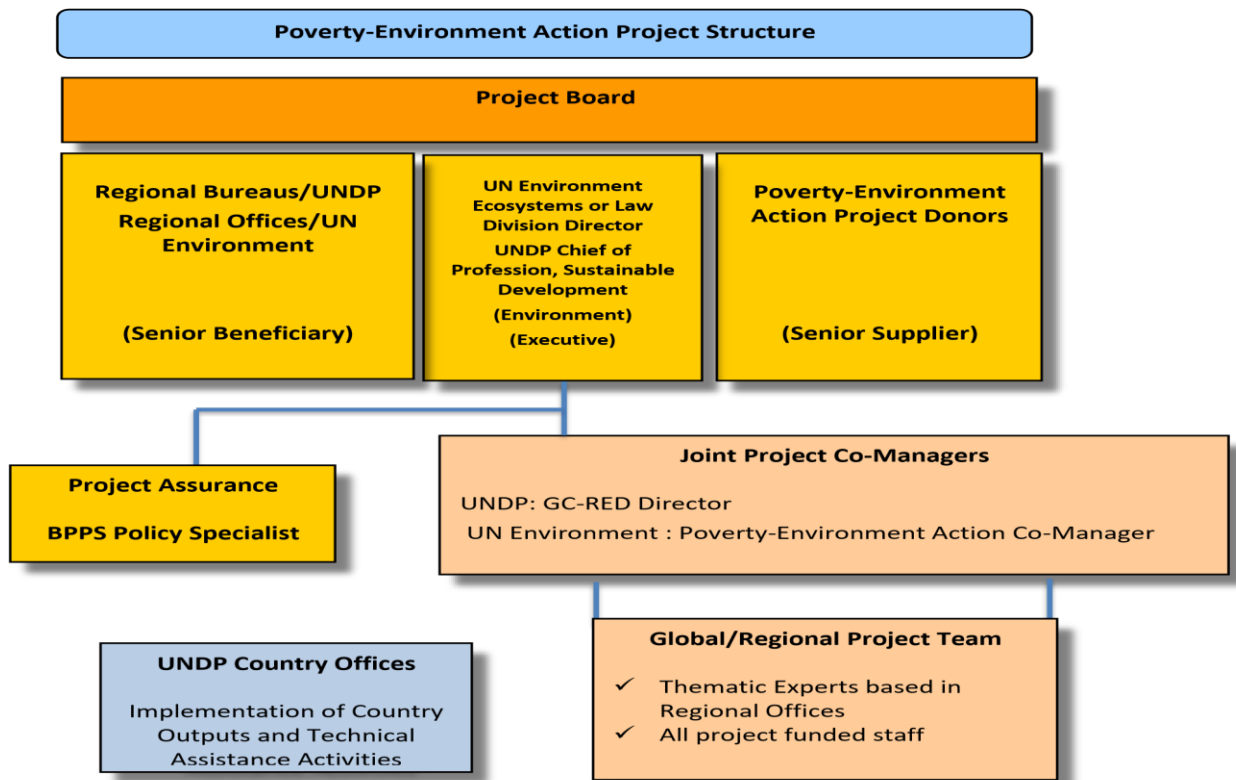 Poverty-Environment Action Project Structure
Project Board
Regional Bureaus/UNDP
Regional Offices/UN
Environment
(Senior Beneficiary)
UN Environment
Ecosystems or Law
Division Director
UNDP Chief of
Profession, Sustainable
Development
(Environment)
(Executive)
Poverty-Environment
Action Project Donors
(Senior Supplier)
Project Assurance
BPPS Policy Specialist
Joint Project Co-Managers
UNDP: GC-RED Director
UN Environment : Poverty-Environment Action Co-Manager
UNDP Country Offices
Implementation of Country
Outputs and Technical
Assistance Activities
Global/Regional Project Team
✓ Thematic Experts based in
Regional Offices
✓ All project funded staff